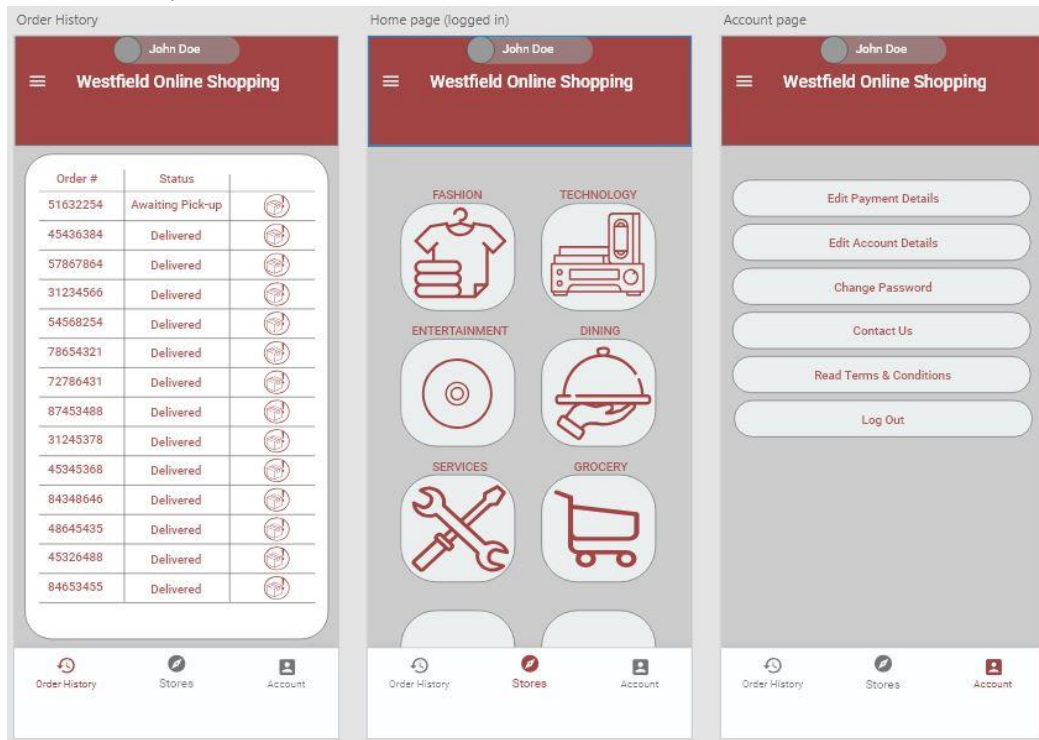 Order History
John Doe
Westfield Online Shopping
Order # Status
51632254 Awaiting Pick-up
45436384 Delivered
57867864 Delivered
31234566 Delivered
54568254 Delivered
78654321 Delivered
72786431 Delivered
87453488 Delivered
31245378 Delivered
45345368 Delivered
84348646 Delivered
48645435 Delivered
45326488 Delivered
84653455 Delivered
Order History Stores Account
Home page (logged in)
John Doe
Westfield Online Shopping
FASHION TECHNOLOGY
ENTERTAINMENT DINING
SERVICES GROCERY
Order History Stores Account
Account page
John Doe
Westfield Online Shopping
Edit Payment Details
Edit Account Details
Change Password
Contact Us
Read Terms & Conditions
Log Out
Order History Stores Account